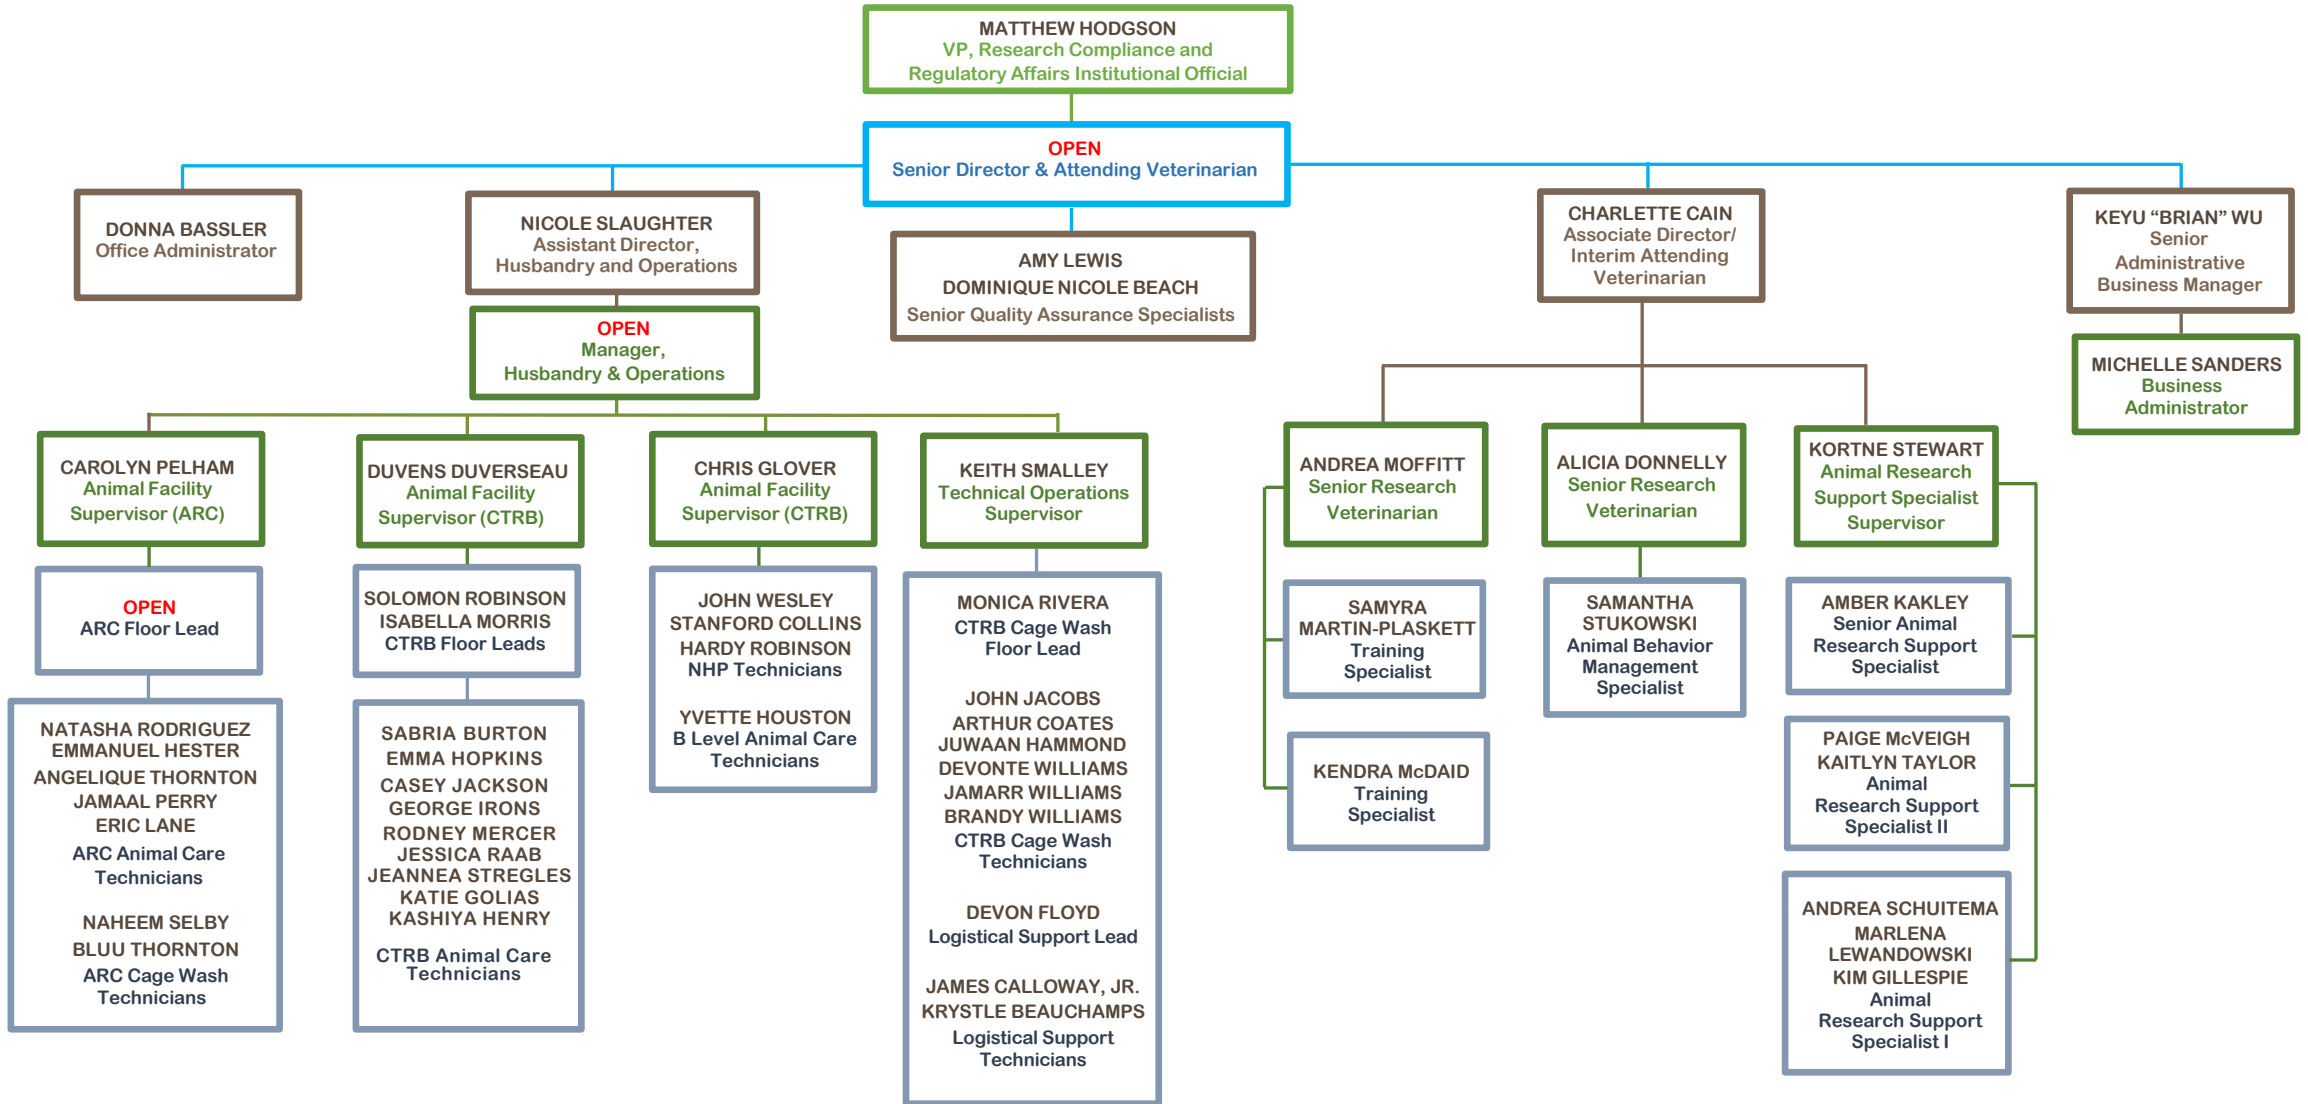 MATTHEW HODGSON
VP, Research Compliance and
Regulatory Affairs Institutional Official
OPEN
Senior Director & Attending Veterinarian
DONNA BASSLER
Office Administrator
NICOLE SLAUGHTER
Assistant Director,
Husbandry and Operations
AMY LEWIS
DOMINIQUE NICOLE BEACH
Senior Quality Assurance Specialists
CHARLETTE CAIN
Associate Director/
Interim Attending
Veterinarian
KEYU “BRIAN” WU
Senior
Administrative
Business Manager
OPEN
Manager,
Husbandry & Operations
MICHELLE SANDERS
Business
Administrator
CAROLYN PELHAM
Animal Facility
Supervisor (ARC)
DUVENS DUVERSEAU
Animal Facility
Supervisor (CTRB)
CHRIS GLOVER
Animal Facility
Supervisor (CTRB)
KEITH SMALLEY
Technical Operations
Supervisor
ANDREA MOFFITT
Senior Research
Veterinarian
ALICIA DONNELLY
Senior Research
Veterinarian
KORTNE STEWART
Animal Research
Support Specialist
Supervisor
OPEN
ARC Floor Lead
NATASHA RODRIGUEZ
EMMANUEL HESTER
ANGELIQUE THORNTON
JAMAAL PERRY
ERIC LANE
ARC Animal Care
Technicians
NAHEEM SELBY
BLUU THORNTON
ARC Cage Wash
Technicians
SOLOMON ROBINSON
ISABELLA MORRIS
CTRB Floor Leads
SABRIA BURTON
EMMA HOPKINS
CASEY JACKSON
GEORGE IRONS
RODNEY MERCER
JESSICA RAAB
JEANNEA STREGLES
KATIE GOLIAS
KASHIYA HENRY
CTRB Animal Care
Technicians
JOHN WESLEY
STANFORD COLLINS
HARDY ROBINSON
NHP Technicians
YVETTE HOUSTON
B Level Animal Care
Technicians
MONICA RIVERA
CTRB Cage Wash
Floor Lead
JOHN JACOBS
ARTHUR COATES
JUWAAN HAMMOND
DEVONTE WILLIAMS
JAMARR WILLIAMS
BRANDY WILLIAMS
CTRB Cage Wash
Technicians
DEVON FLOYD
Logistical Support Lead
JAMES CALLOWAY, JR.
KRYSTLE BEAUCHAMPS
Logistical Support
Technicians
SAMYRA
MARTIN-PLASKETT
Training
Specialist
KENDRA McDAID
Training
Specialist
SAMANTHA
STUKOWSKI
Animal Behavior
Management
Specialist
AMBER KAKLEY
Senior Animal
Research Support
Specialist
PAIGE McVEIGH
KAITLYN TAYLOR
Animal
Research Support
Specialist II
ANDREA SCHUITEMA
MARLENA
LEWANDOWSKI
KIM GILLESPIE
Animal
Research Support
Specialist I